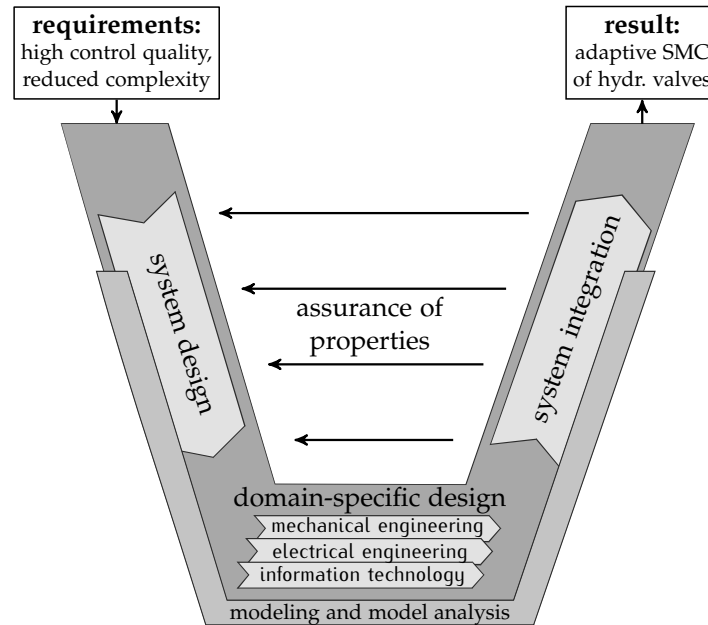 requirements:
high control quality,
reduced complexity
result:
adaptive SMC
of hydr. valves
system design
assurance of
properties
system integration
domain-specific design
mechanical engineering
electrical engineering
information technology
modeling and model analysis